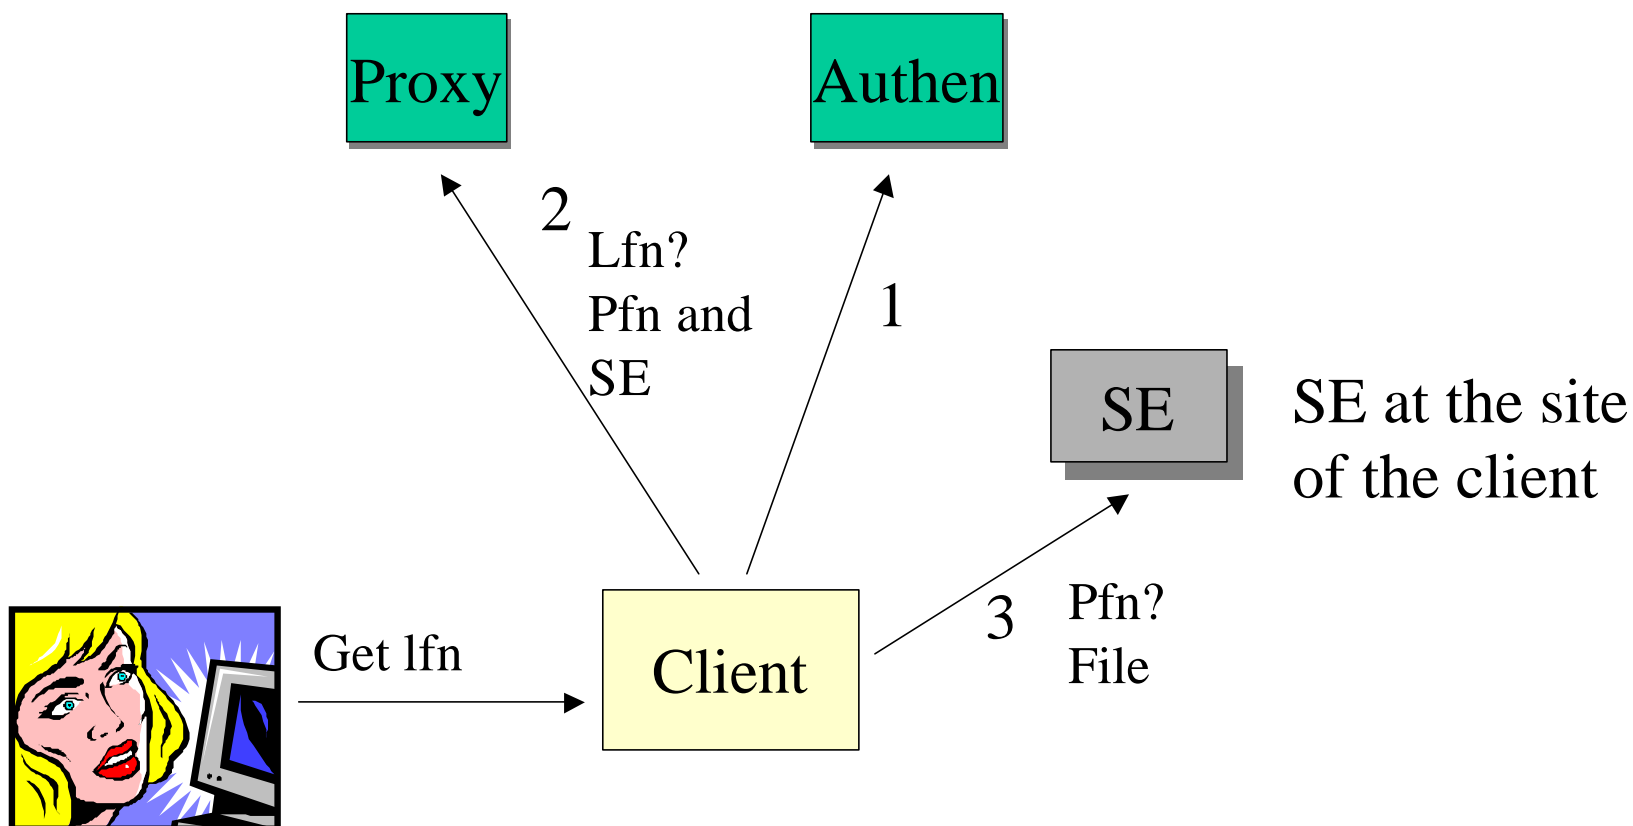 Proxy
Authen
2
Lfn?
Pfn and
SE
1
SE
SE at the site
of the client
Get lfn
Client
3
Pfn?
File